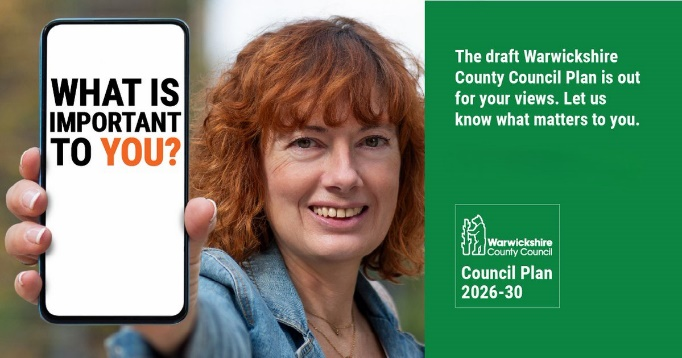 WHAT IS
IMPORTANT
TO YOU?
The draft Warwickshire
County Council Plan is out
for your views. Let us
know what matters to you.
Warwickshire
County Council
Council Plan
2026-30